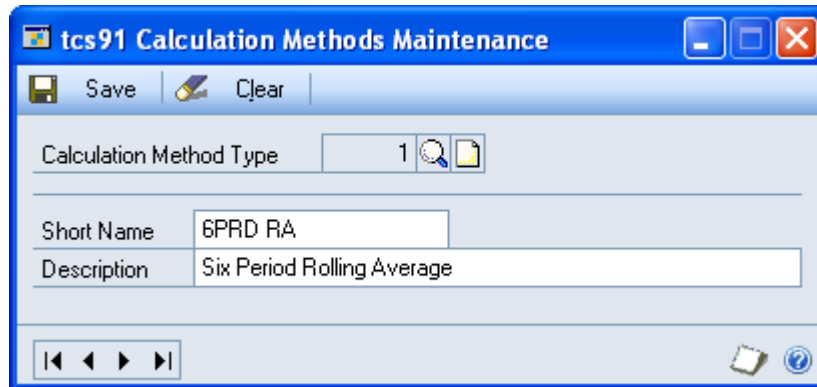 tcs91 Calculation Methods Maintenance
Save Clear
Calculation Method Type 1
Short Name 6PRD RA
Description Six Period Rolling Average